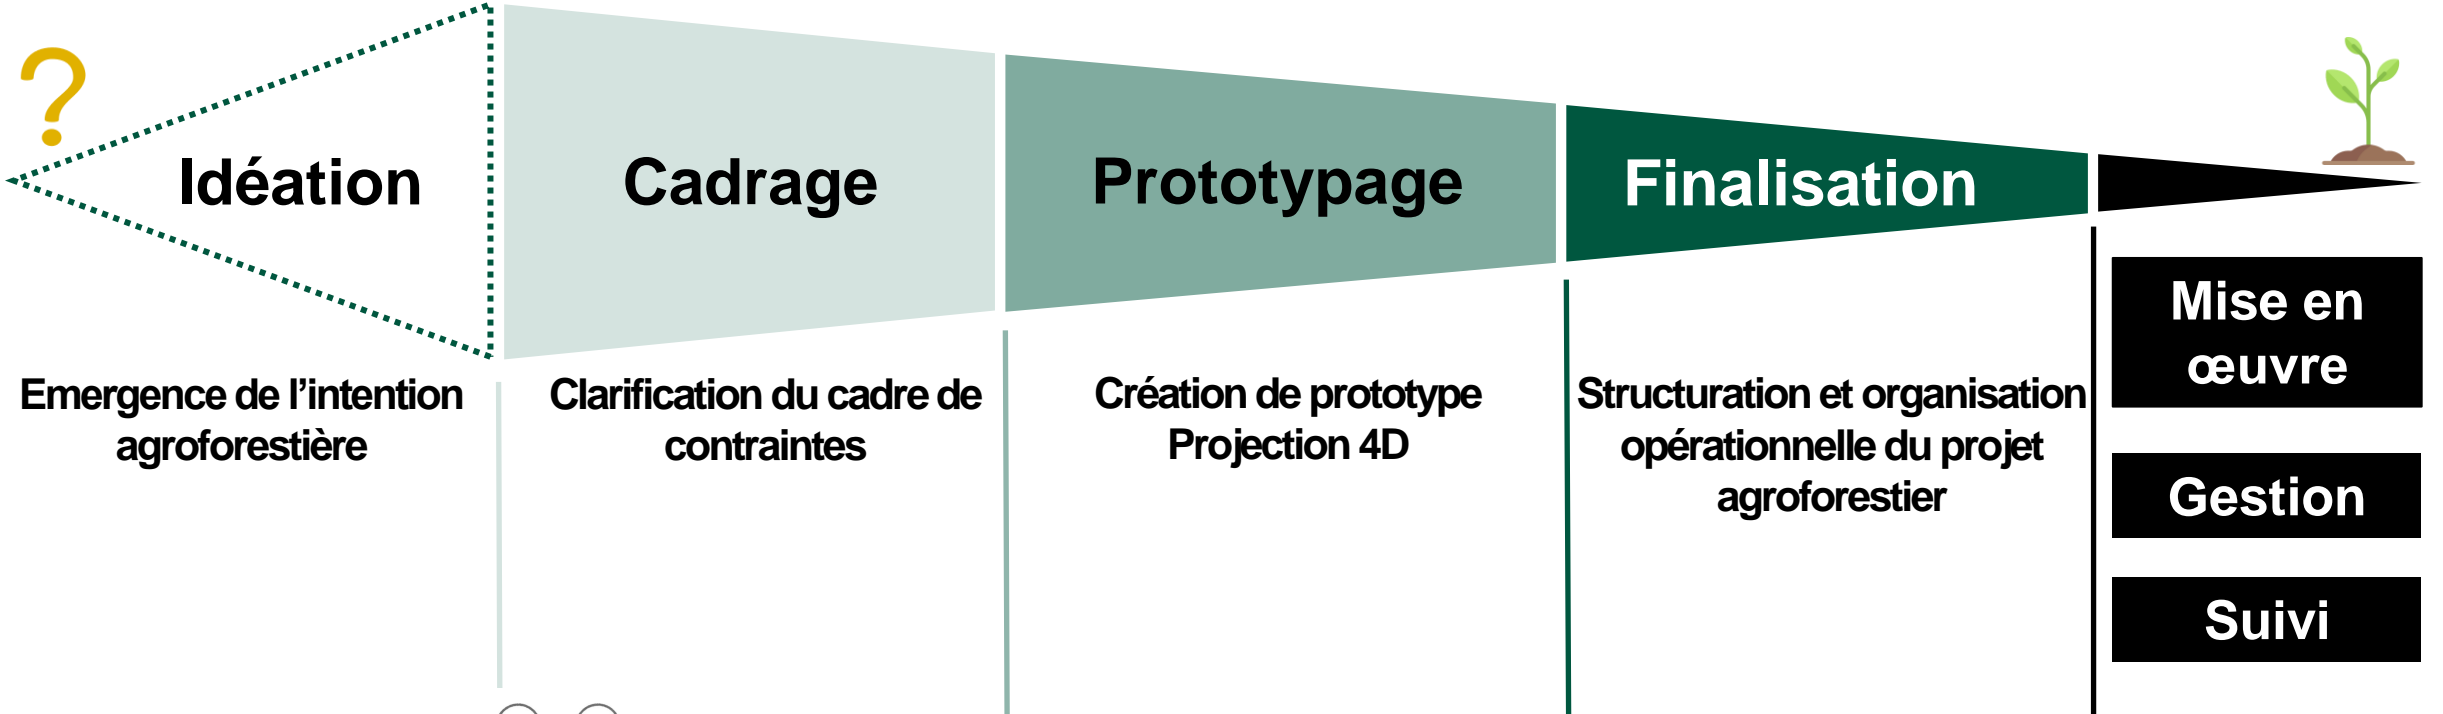 ?
Idéation
Cadrage
Prototypage
Finalisation
Emergence de l’intention
agroforestière
Clarification du cadre de
contraintes
Création de prototype
Projection 4D
Structuration et organisation
opérationnelle du projet
agroforestier
Mise en
œuvre
Gestion
Suivi